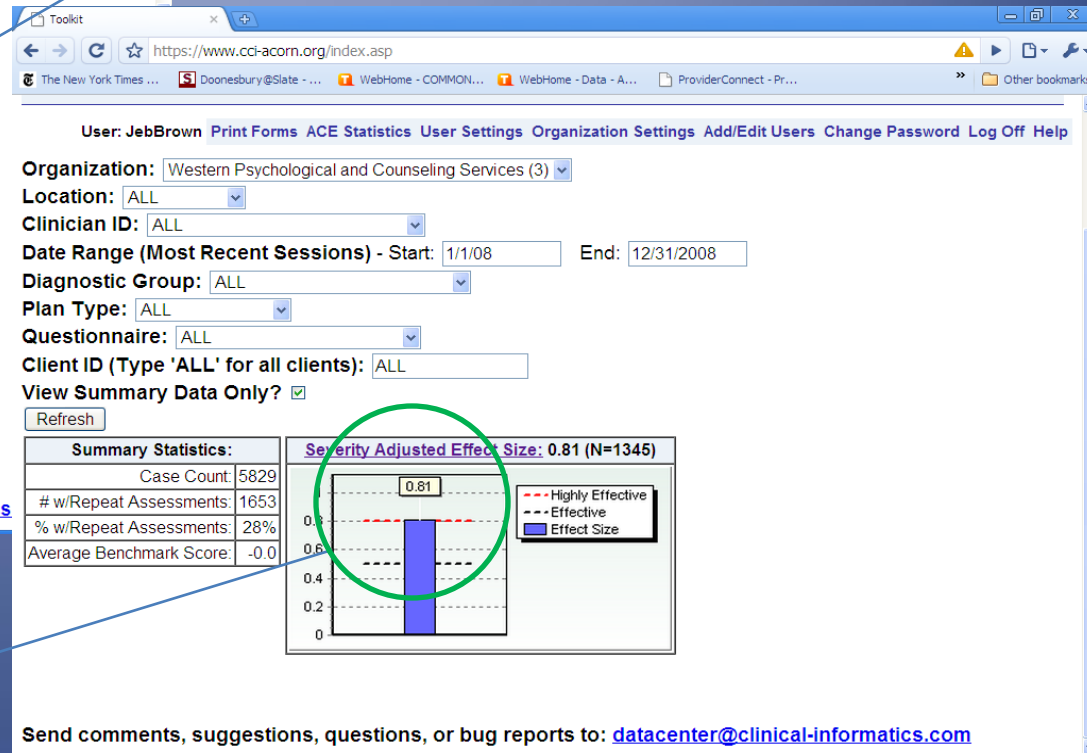 Toolkit
https://www.cci-acorn.org/index.asp
The New York Times ... Doonesbury@Slate - ... WebHome - COMMON... WebHome - Data - A... ProviderConnect - Pr... » Other bookmarks
User: JebBrown Print Forms ACE Statistics User Settings Organization Settings Add/Edit Users Change Password Log Off Help
Organization: Western Psychological and Counseling Services (3)
Location: ALL
Clinician ID: ALL
Date Range (Most Recent Sessions) - Start: 1/1/08 End: 12/31/2008
Diagnostic Group: ALL
Plan Type: ALL
Questionnaire: ALL
Client ID (Type 'ALL' for all clients): ALL
View Summary Data Only?
Refresh
Summary Statistics:
Case Count: 5829
# w/Repeat Assessments: 1653
% w/Repeat Assessments: 28%
Average Benchmark Score: -0.0
Severity Adjusted Effect Size: 0.81 (N=1345)
0.81
1
0.8
0.6
0.4
0.2
0
Highly Effective
Effective
Effect Size
s
Send comments, suggestions, questions, or bug reports to: datacenter@clinical-informatics.com